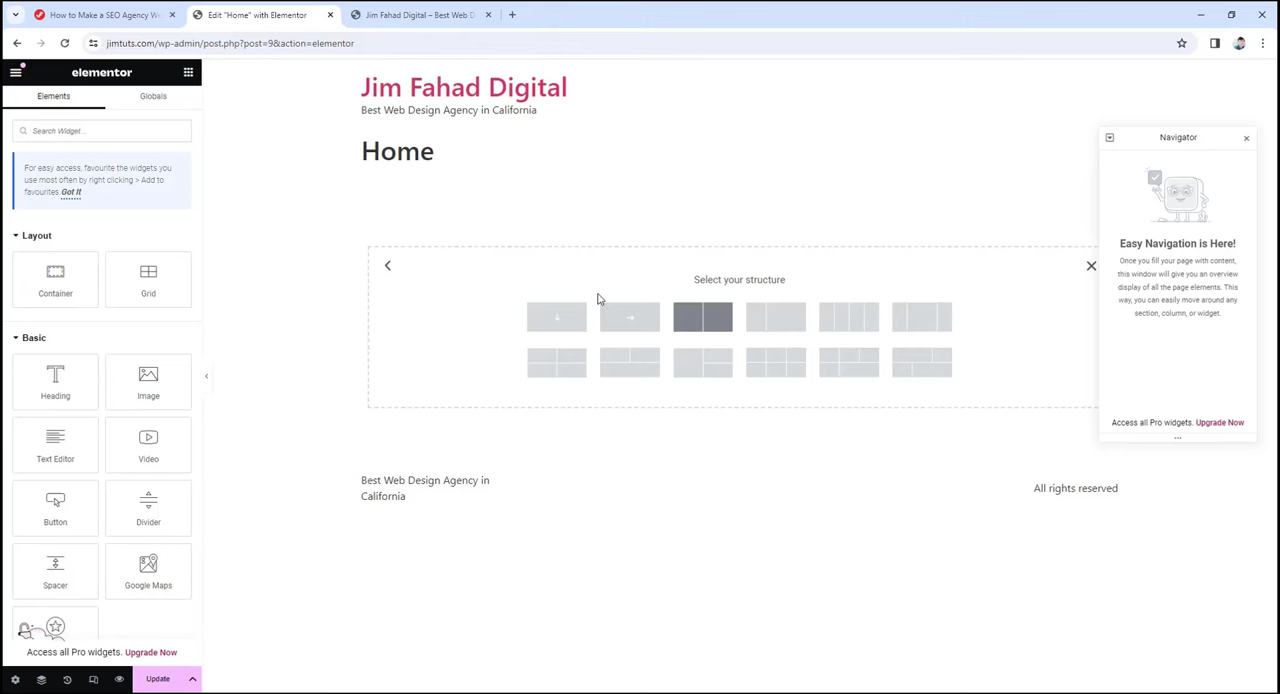 How to Make a SEO Agency We
Edit "Home" with Elementor
Jim Fahad Digital – Best Web D
jimtuts.com/wp-admin/post.php?post=9&action=elementor
elementor
Elements
Globals
Search Widget...
For easy access, favourite the widgets you
use most often by right clicking > Add to
favourites. Got It
Layout
Container
Grid
Basic
Heading
Image
Text Editor
Video
Button
Divider
Spacer
Google Maps
Access all Pro widgets. Upgrade Now
Update
Jim Fahad Digital
Best Web Design Agency in California
Home
Select your structure
Best Web Design Agency in
California
All rights reserved
Navigator
Easy Navigation is Here!
Once you fill your page with content,
this window will give you an overview
display of all the page elements. This
way, you can easily move around any
section, column, or widget.
Access all Pro widgets. Upgrade Now